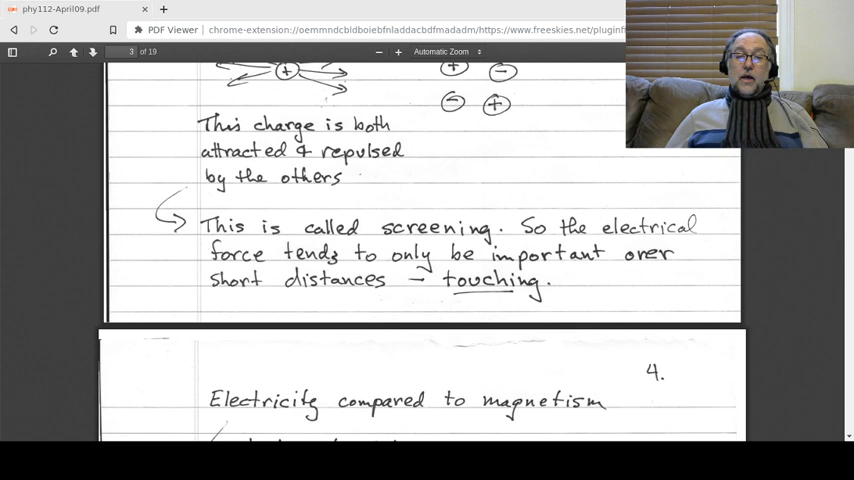 phy112-April09.pdf
PDF Viewer
chrome-extension://oemmndcbldboiebfnladdacbdfmadadm/https://www.freeskies.net/pluginfi
3 of 19
Automatic Zoom
+
+ −
− +
This charge is both
attracted & repulsed
by the others
This is called screening. So the electrical
force tends to only be important over
short distances – touching.
4.
Electricity compared to magnetism